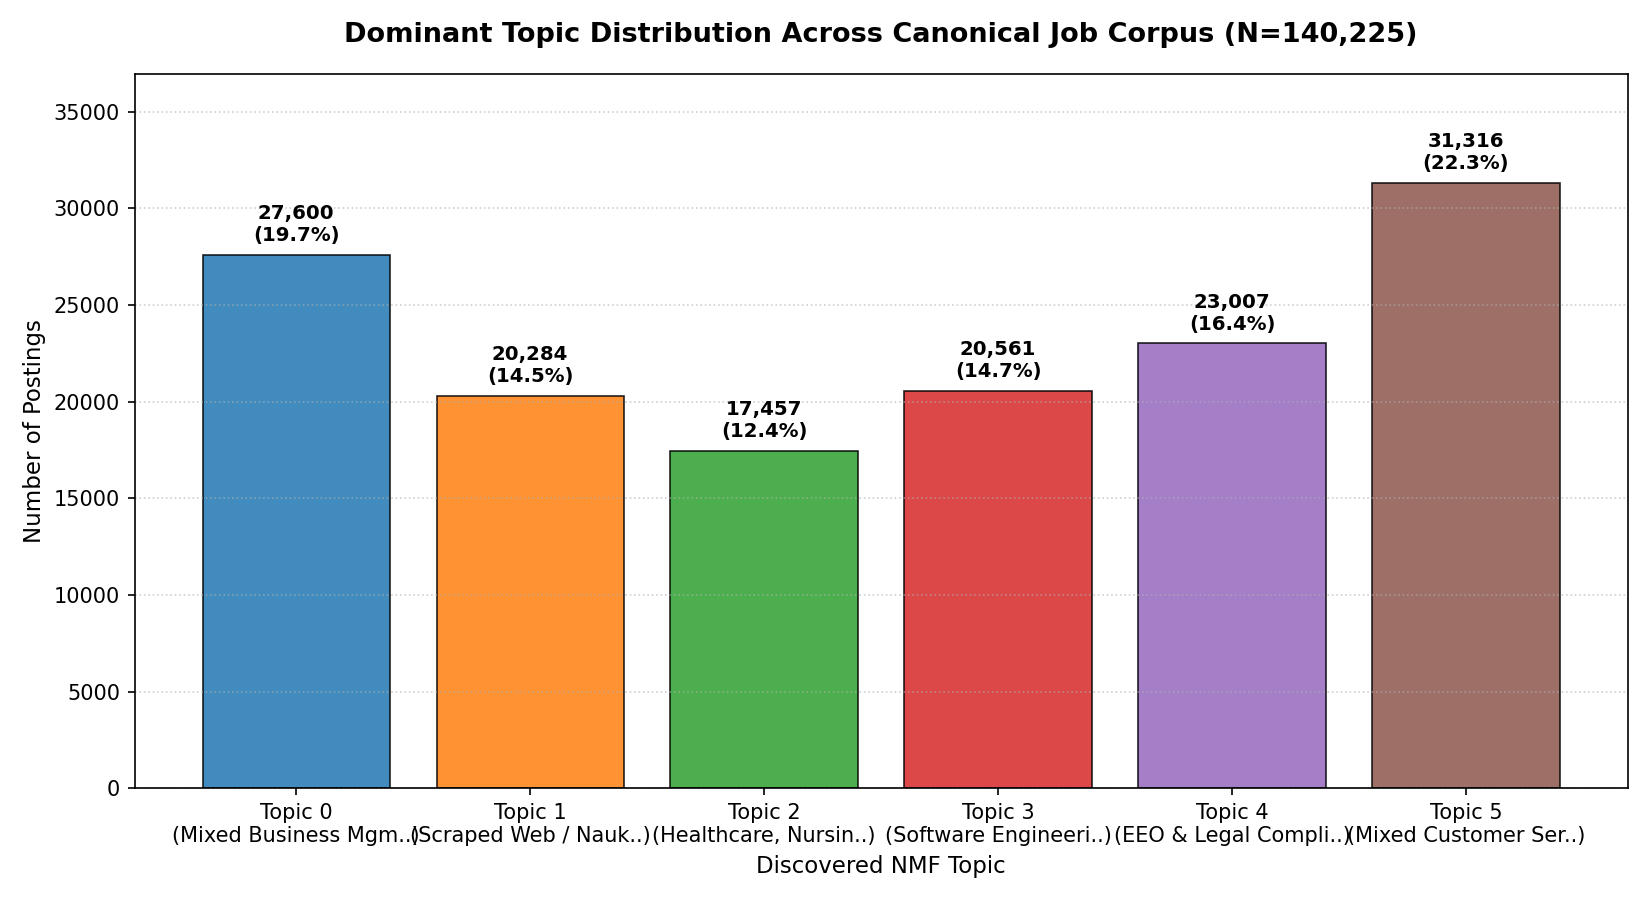 Dominant Topic Distribution Across Canonical Job Corpus (N=140,225)
Number of Postings
35000
30000
25000
20000
15000
10000
5000
0
27,600
(19.7%)
20,284
(14.5%)
17,457
(12.4%)
20,561
(14.7%)
23,007
(16.4%)
31,316
(22.3%)
Topic 0
(Mixed Business Mgm..)
Topic 1
(Scraped Web / Nauk..)
Topic 2
(Healthcare, Nursin..)
Topic 3
(Software Engineeri..)
Topic 4
(EEO & Legal Compli..)
Topic 5
(Mixed Customer Ser..)
Discovered NMF Topic